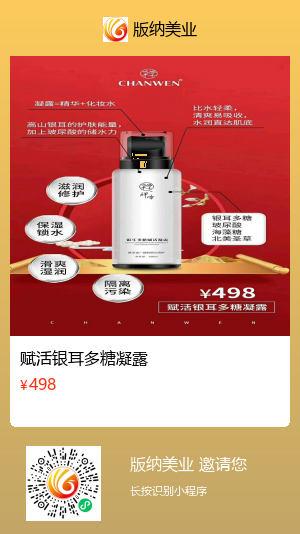 版纳美业
CHANWEN
凝露=精华+化妆水
高山银耳的护肤能量,
加上玻尿酸的储水力
比水轻柔,
清爽易吸收,
水润直达肌底
滋润
修护
保湿
锁水
滑爽
湿润
隔离
污染
银耳多糖
玻尿酸
海藻糖
北美圣草
¥498
赋活银耳多糖凝露
CHANWEN
赋活银耳多糖凝露
¥498
版纳美业 邀请您
长按识别小程序